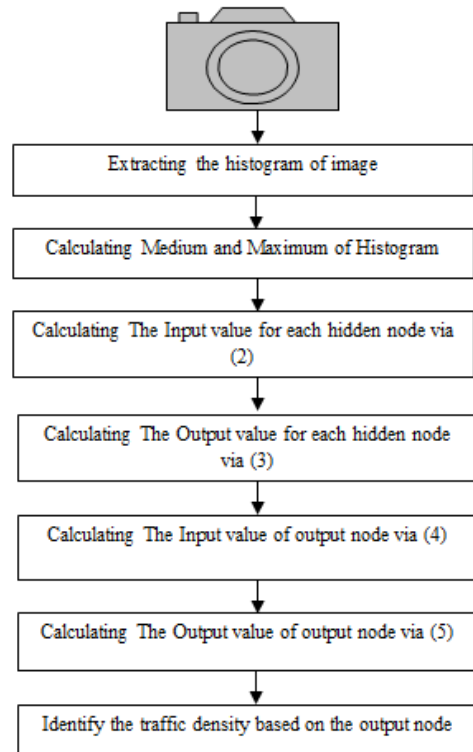 Extracting the histogram of image
Calculating Medium and Maximum of Histogram
Calculating The Input value for each hidden node via
(2)
Calculating The Output value for each hidden node
via (3)
Calculating The Input value of output node via (4)
Calculating The Output value of output node via (5)
Identify the traffic density based on the output node